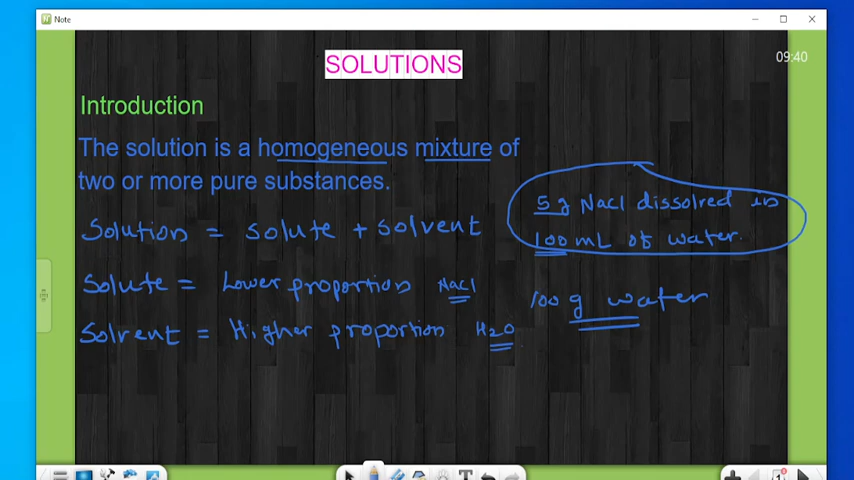 Note
SOLUTIONS
09:40
Introduction
The solution is a homogeneous mixture of
two or more pure substances.
5 g Nacl dissolved in
100 mL of water.
Solution = solute + solvent
Solute = Lower proportion Nacl
100 g water
Solvent = Higher proportion H2O